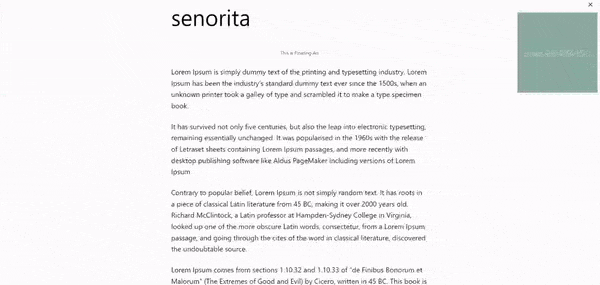 senorita
This is Floating Ad
Lorem Ipsum is simply dummy text of the printing and typesetting industry. Lorem
Ipsum has been the industry's standard dummy text ever since the 1500s, when an
unknown printer took a galley of type and scrambled it to make a type specimen
book.
It has survived not only five centuries, but also the leap into electronic typesetting,
remaining essentially unchanged. It was popularised in the 1960s with the release
of Letraset sheets containing Lorem Ipsum passages, and more recently with
desktop publishing software like Aldus PageMaker including versions of Lorem
Ipsum
Contrary to popular belief, Lorem Ipsum is not simply random text. It has roots in
a piece of classical Latin literature from 45 BC, making it over 2000 years old.
Richard McClintock, a Latin professor at Hampden-Sydney College in Virginia,
looked up one of the more obscure Latin words, consectetur, from a Lorem Ipsum
passage, and going through the cites of the word in classical literature, discovered
the undoubtable source.
Lorem Ipsum comes from sections 1.10.32 and 1.10.33 of "de Finibus Bonorum et
Malorum" (The Extremes of Good and Evil) by Cicero, written in 45 BC. This book is